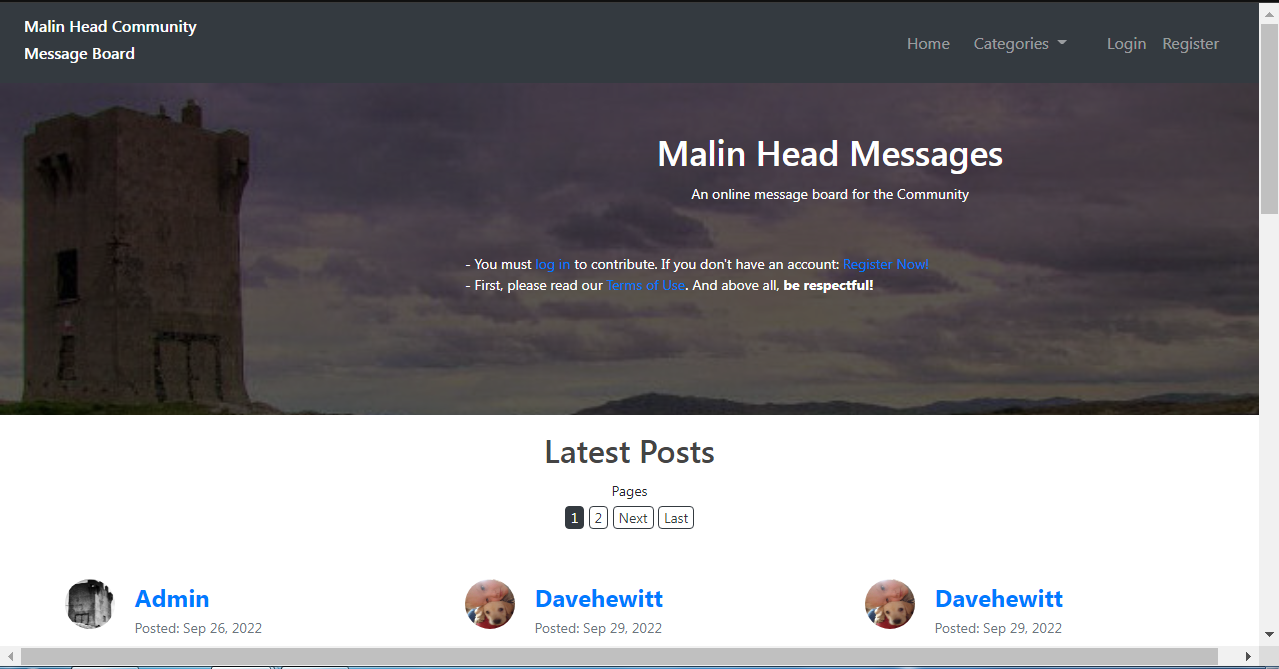 Malin Head Community
Message Board
Home Categories Login Register
Malin Head Messages
An online message board for the Community
- You must log in to contribute. If you don't have an account: Register Now!
- First, please read our Terms of Use. And above all, be respectful!
Latest Posts
Pages
1 2 Next Last
Admin
Posted: Sep 26, 2022
Davehewitt
Posted: Sep 29, 2022
Davehewitt
Posted: Sep 29, 2022